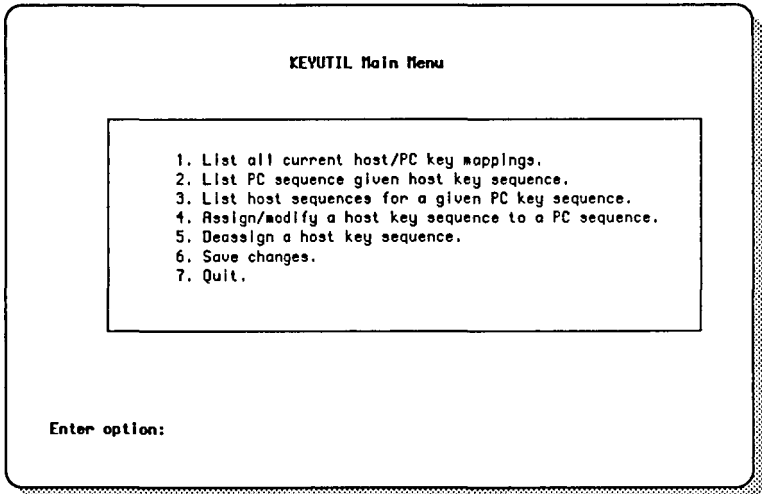 KEYUTIL Main Menu
1. List all current host/PC key mappings.
2. List PC sequence given host key sequence.
3. List host sequences for a given PC key sequence.
4. Assign/modify a host key sequence to a PC sequence.
5. Deassign a host key sequence.
6. Save changes.
7. Quit.
Enter option: